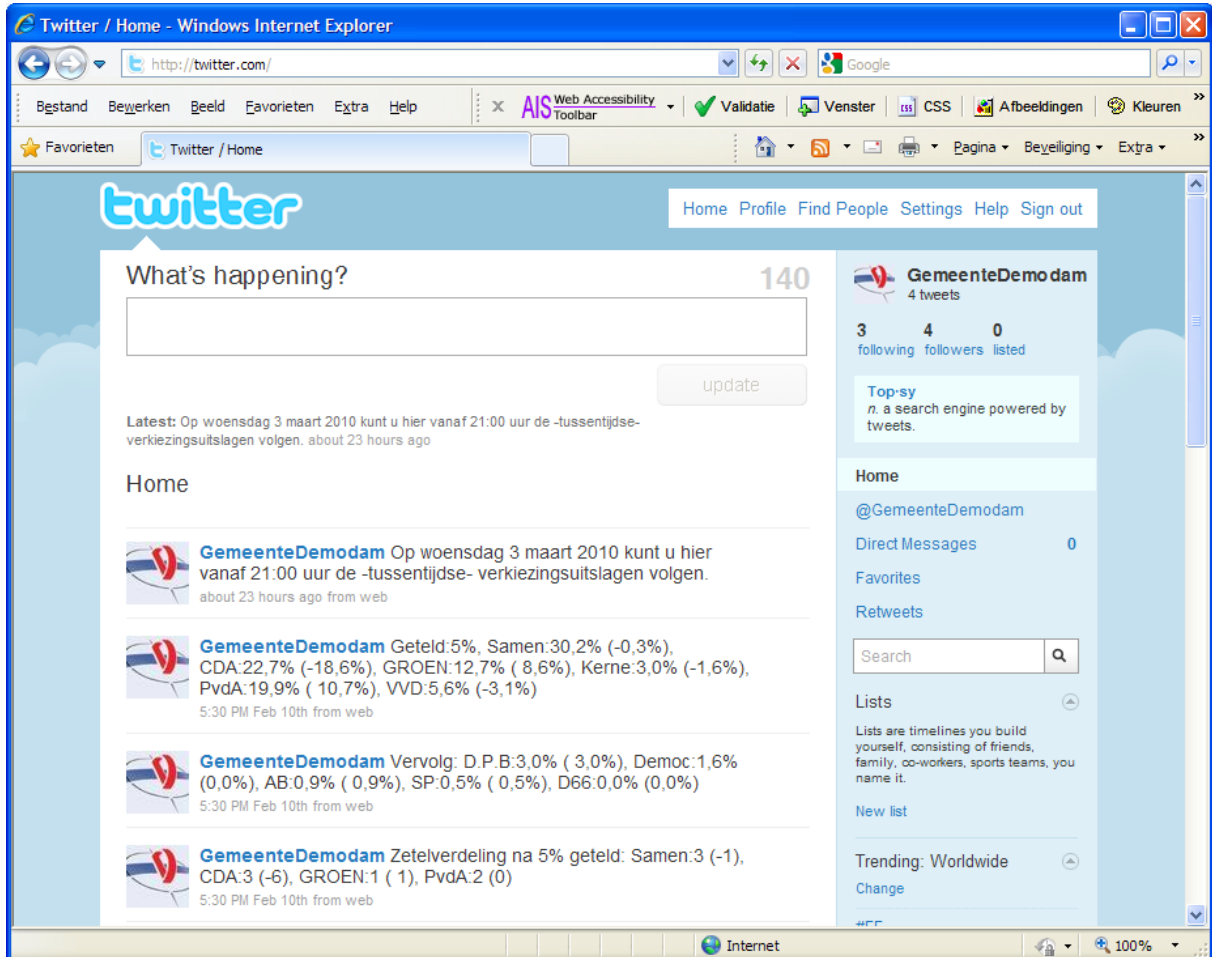 Twitter / Home - Windows Internet Explorer
http://twitter.com/
Google
Bestand Bewerken Beeld Favorieten Extra Help x AIS Web Accessibility Toolbar Validatie Venster CSS Afbeeldingen Kleuren »
Favorieten Twitter / Home Pagina Beveiliging Extra »
twitter
Home Profile Find People Settings Help Sign out
What's happening? 140
update
Latest: Op woensdag 3 maart 2010 kunt u hier vanaf 21:00 uur de -tussentijdse-
verkiezingsuitslagen volgen. about 23 hours ago
Home
GemeenteDemodam Op woensdag 3 maart 2010 kunt u hier
vanaf 21:00 uur de -tussentijdse- verkiezingsuitslagen volgen.
about 23 hours ago from web
GemeenteDemodam Geteld:5%, Samen:30,2% (-0,3%),
CDA:22,7% (-18,6%), GROEN:12,7% ( 8,6%), Kerne:3,0% (-1,6%),
PvdA:19,9% ( 10,7%), VVD:5,6% (-3,1%)
5:30 PM Feb 10th from web
GemeenteDemodam Vervolg: D.P.B:3,0% ( 3,0%), Democ:1,6%
(0,0%), AB:0,9% ( 0,9%), SP:0,5% ( 0,5%), D66:0,0% (0,0%)
5:30 PM Feb 10th from web
GemeenteDemodam Zetelverdeling na 5% geteld: Samen:3 (-1),
CDA:3 (-6), GROEN:1 ( 1), PvdA:2 (0)
5:30 PM Feb 10th from web
GemeenteDemodam
4 tweets
3 4 0
following followers listed
Top·sy
n. a search engine powered by
tweets.
Home
@GemeenteDemodam
Direct Messages 0
Favorites
Retweets
Search
Lists
Lists are timelines you build
yourself, consisting of friends,
family, co-workers, sports teams, you
name it.
New list
Trending: Worldwide
Change
Internet 100%